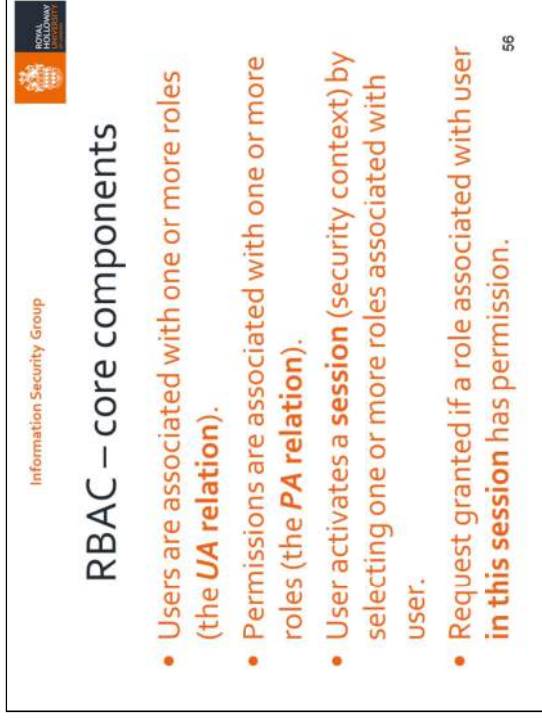 Information Security Group
ROYAL
HOLLOWAY
UNIVERSITY
RBAC – core components
• Users are associated with one or more roles
(the UA relation).
• Permissions are associated with one or more
roles (the PA relation).
• User activates a session (security context) by
selecting one or more roles associated with
user.
• Request granted if a role associated with user
in this session has permission.
56